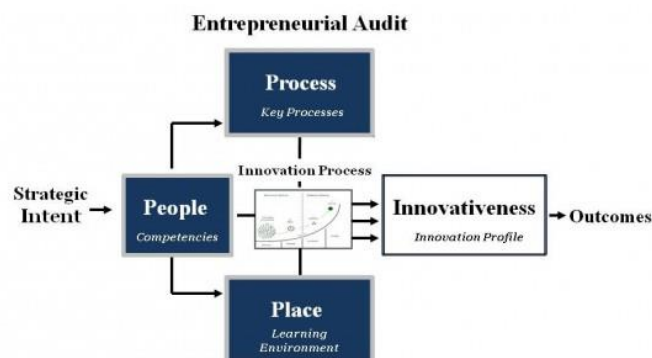 Entrepreneurial Audit
Process
Key Processes
Innovation Process
Strategic
Intent
People
Competencies
Innovativeness
Innovation Profile
Outcomes
Place
Learning
Environment